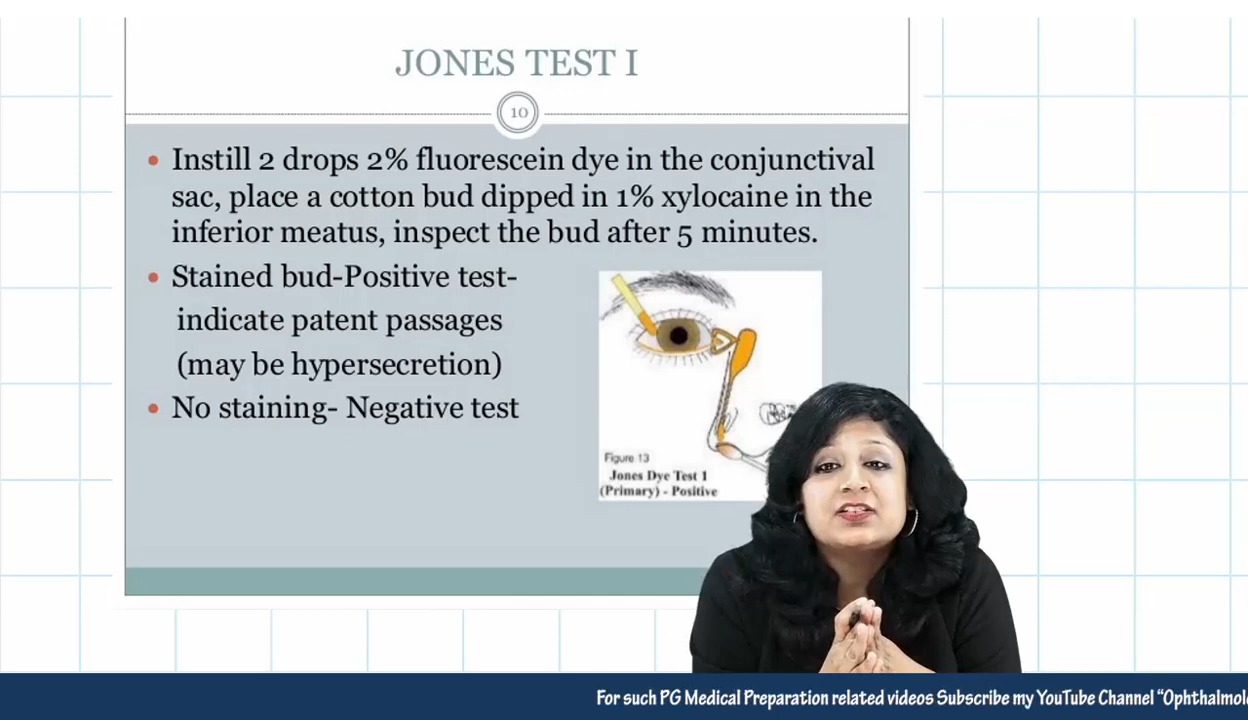 JONES TEST I
10
• Instill 2 drops 2% fluorescein dye in the conjunctival
sac, place a cotton bud dipped in 1% xylocaine in the
inferior meatus, inspect the bud after 5 minutes.
• Stained bud-Positive test-
indicate patent passages
(may be hypersecretion)
• No staining- Negative test
Figure 13
Jones Dye Test 1
(Primary) - Positive
For such PG Medical Preparation related videos Subscribe my YouTube Channel “Ophthalmol